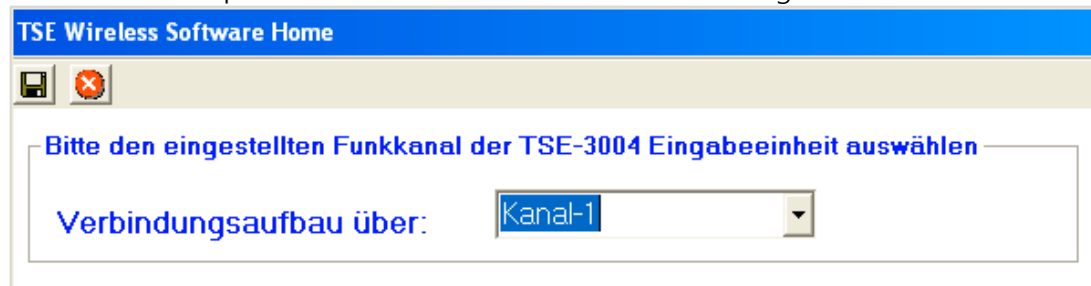 TSE Wireless Software Home
Bitte den eingestellten Funkkanal der TSE-3004 Eingabeeinheit auswählen
Verbindungsaufbau über: Kanal-1